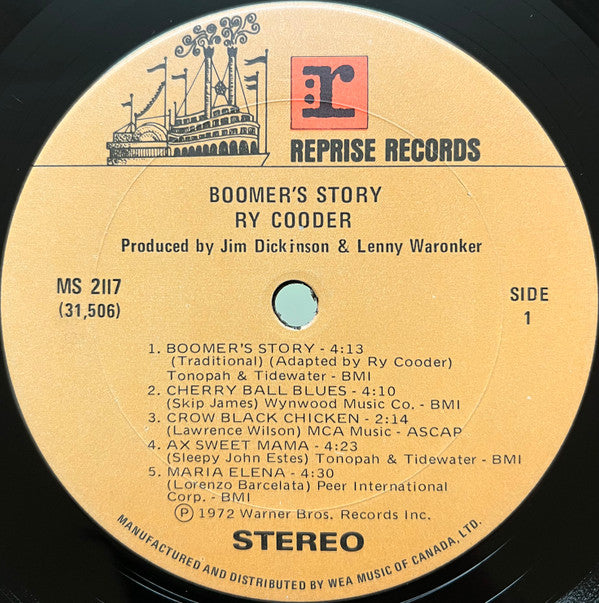 :r
REPRISE RECORDS
BOOMER'S STORY
RY COODER
Produced by Jim Dickinson & Lenny Waronker
MS 2117
(31,506)
SIDE
1
1. BOOMER'S STORY - 4:13
(Traditional) (Adapted by Ry Cooder)
Tonopah & Tidewater - BMI
2. CHERRY BALL BLUES - 4:10
(Skip James) Wynwood Music Co. - BMI
3. CROW BLACK CHICKEN - 2:14
(Lawrence Wilson) MCA Music - ASCAP
4. AX SWEET MAMA - 4:23
(Sleepy John Estes) Tonopah & Tidewater - BMI
5. MARIA ELENA - 4:30
(Lorenzo Barcelata) Peer International
Corp. - BMI
Ⓟ 1972 Warner Bros. Records Inc.
STEREO
MANUFACTURED AND DISTRIBUTED BY WEA MUSIC OF CANADA, LTD.